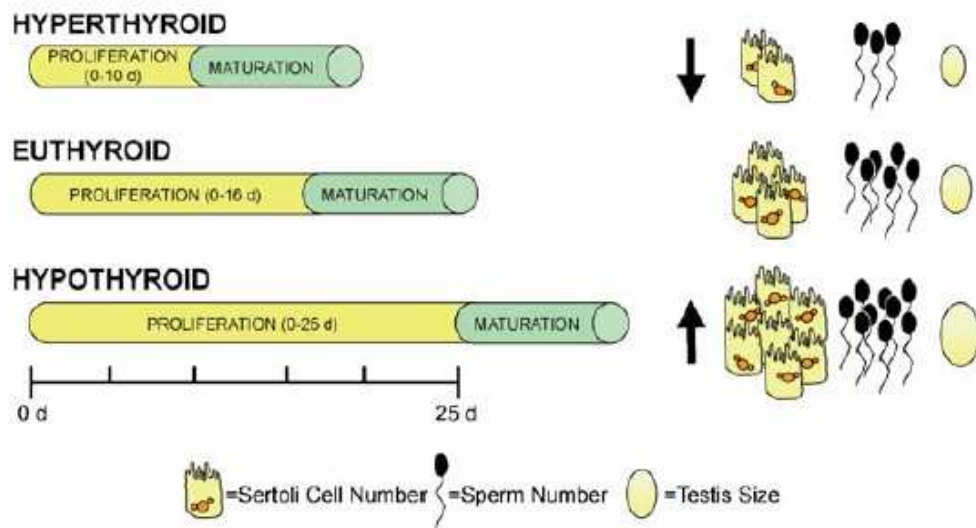 HYPERTHYROID
PROLIFERATION
(0-10 d)
MATURATION
EUTHYROID
PROLIFERATION (0-16 d)
MATURATION
HYPOTHYROID
PROLIFERATION (0-25 d)
MATURATION
0 d
25 d
=Sertoli Cell Number
=Sperm Number
=Testis Size